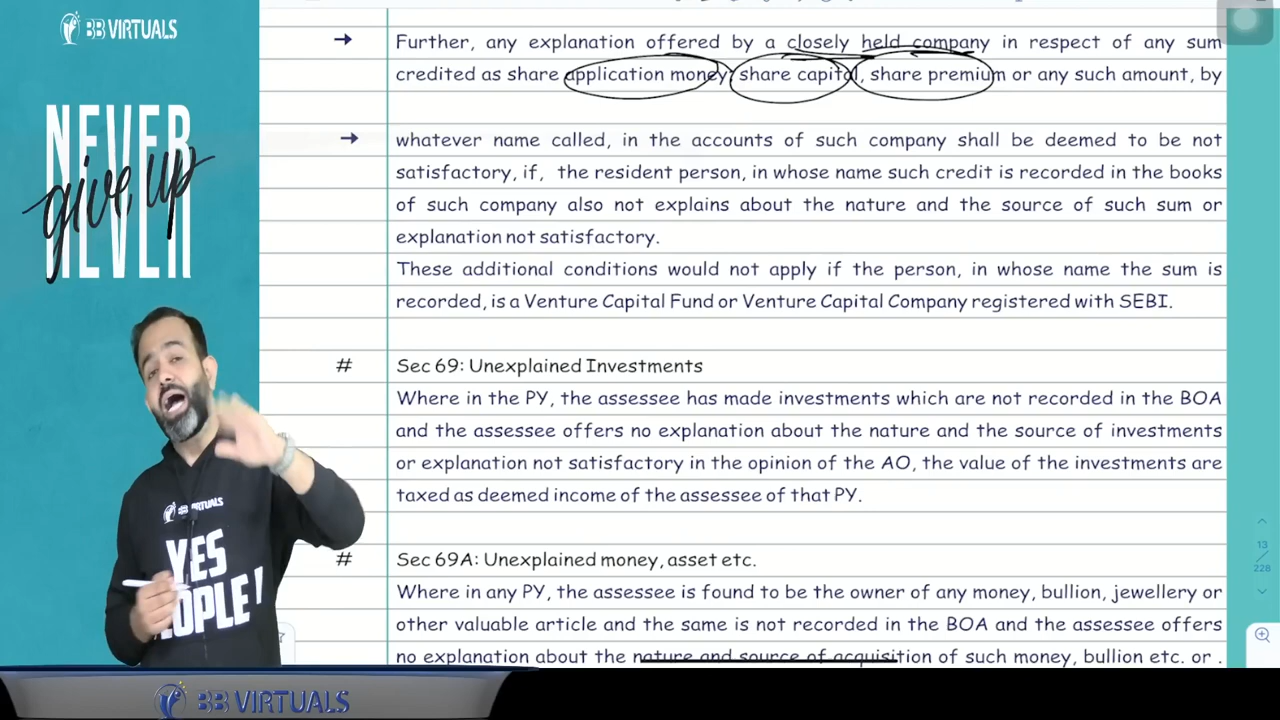 BB VIRTUALS
NEVER
give up
NEVER
BB VIRTUALS
YES
PEOPLE!
→ Further, any explanation offered by a closely held company in respect of any sum
credited as share application money, share capital, share premium or any such amount, by
→ whatever name called, in the accounts of such company shall be deemed to be not
satisfactory, if, the resident person, in whose name such credit is recorded in the books
of such company also not explains about the nature and the source of such sum or
explanation not satisfactory.
These additional conditions would not apply if the person, in whose name the sum is
recorded, is a Venture Capital Fund or Venture Capital Company registered with SEBI.
# Sec 69: Unexplained Investments
Where in the PY, the assessee has made investments which are not recorded in the BOA
and the assessee offers no explanation about the nature and the source of investments
or explanation not satisfactory in the opinion of the AO, the value of the investments are
taxed as deemed income of the assessee of that PY.
# Sec 69A: Unexplained money, asset etc.
Where in any PY, the assessee is found to be the owner of any money, bullion, jewellery or
other valuable article and the same is not recorded in the BOA and the assessee offers
no explanation about the nature and source of acquisition of such money, bullion etc. or .
13
228
BB VIRTUALS